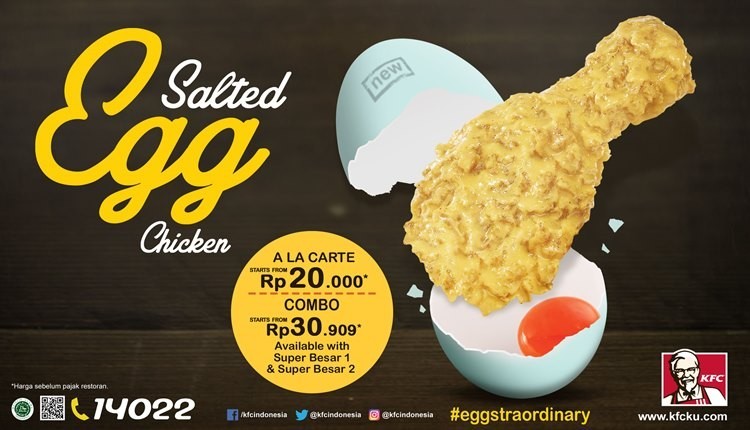 Salted
Egg
Chicken
new
A LA CARTE
STARTS FROM Rp 20.000*
COMBO
STARTS FROM Rp30.909*
Available with
Super Besar 1
& Super Besar 2
*Harga sebelum pajak restoran.
14022
/kfcindonesia @kfcindonesia @kfcindonesia
#eggstraordinary
KFC
www.kfcku.com